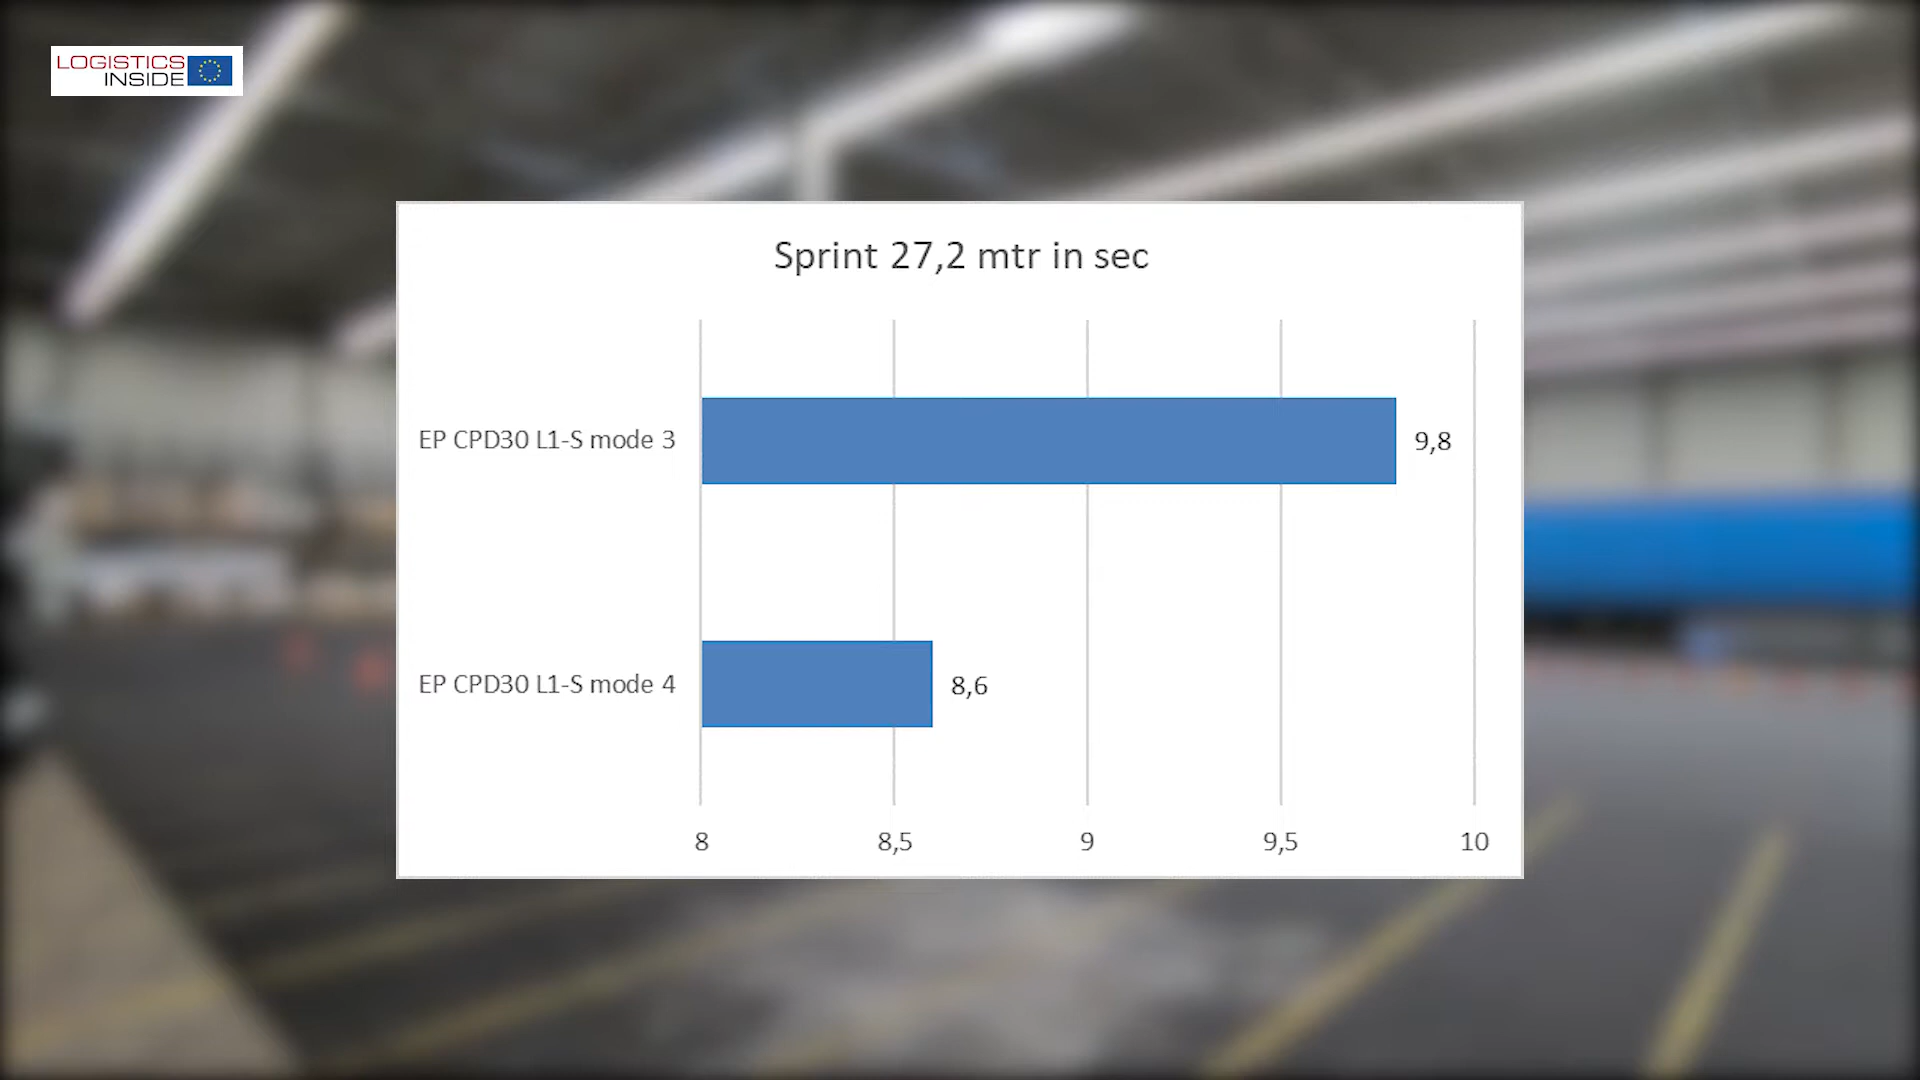 LOGISTICS
INSIDE
Sprint 27,2 mtr in sec
EP CPD30 L1-S mode 3
9,8
EP CPD30 L1-S mode 4
8,6
8 8,5 9 9,5 10